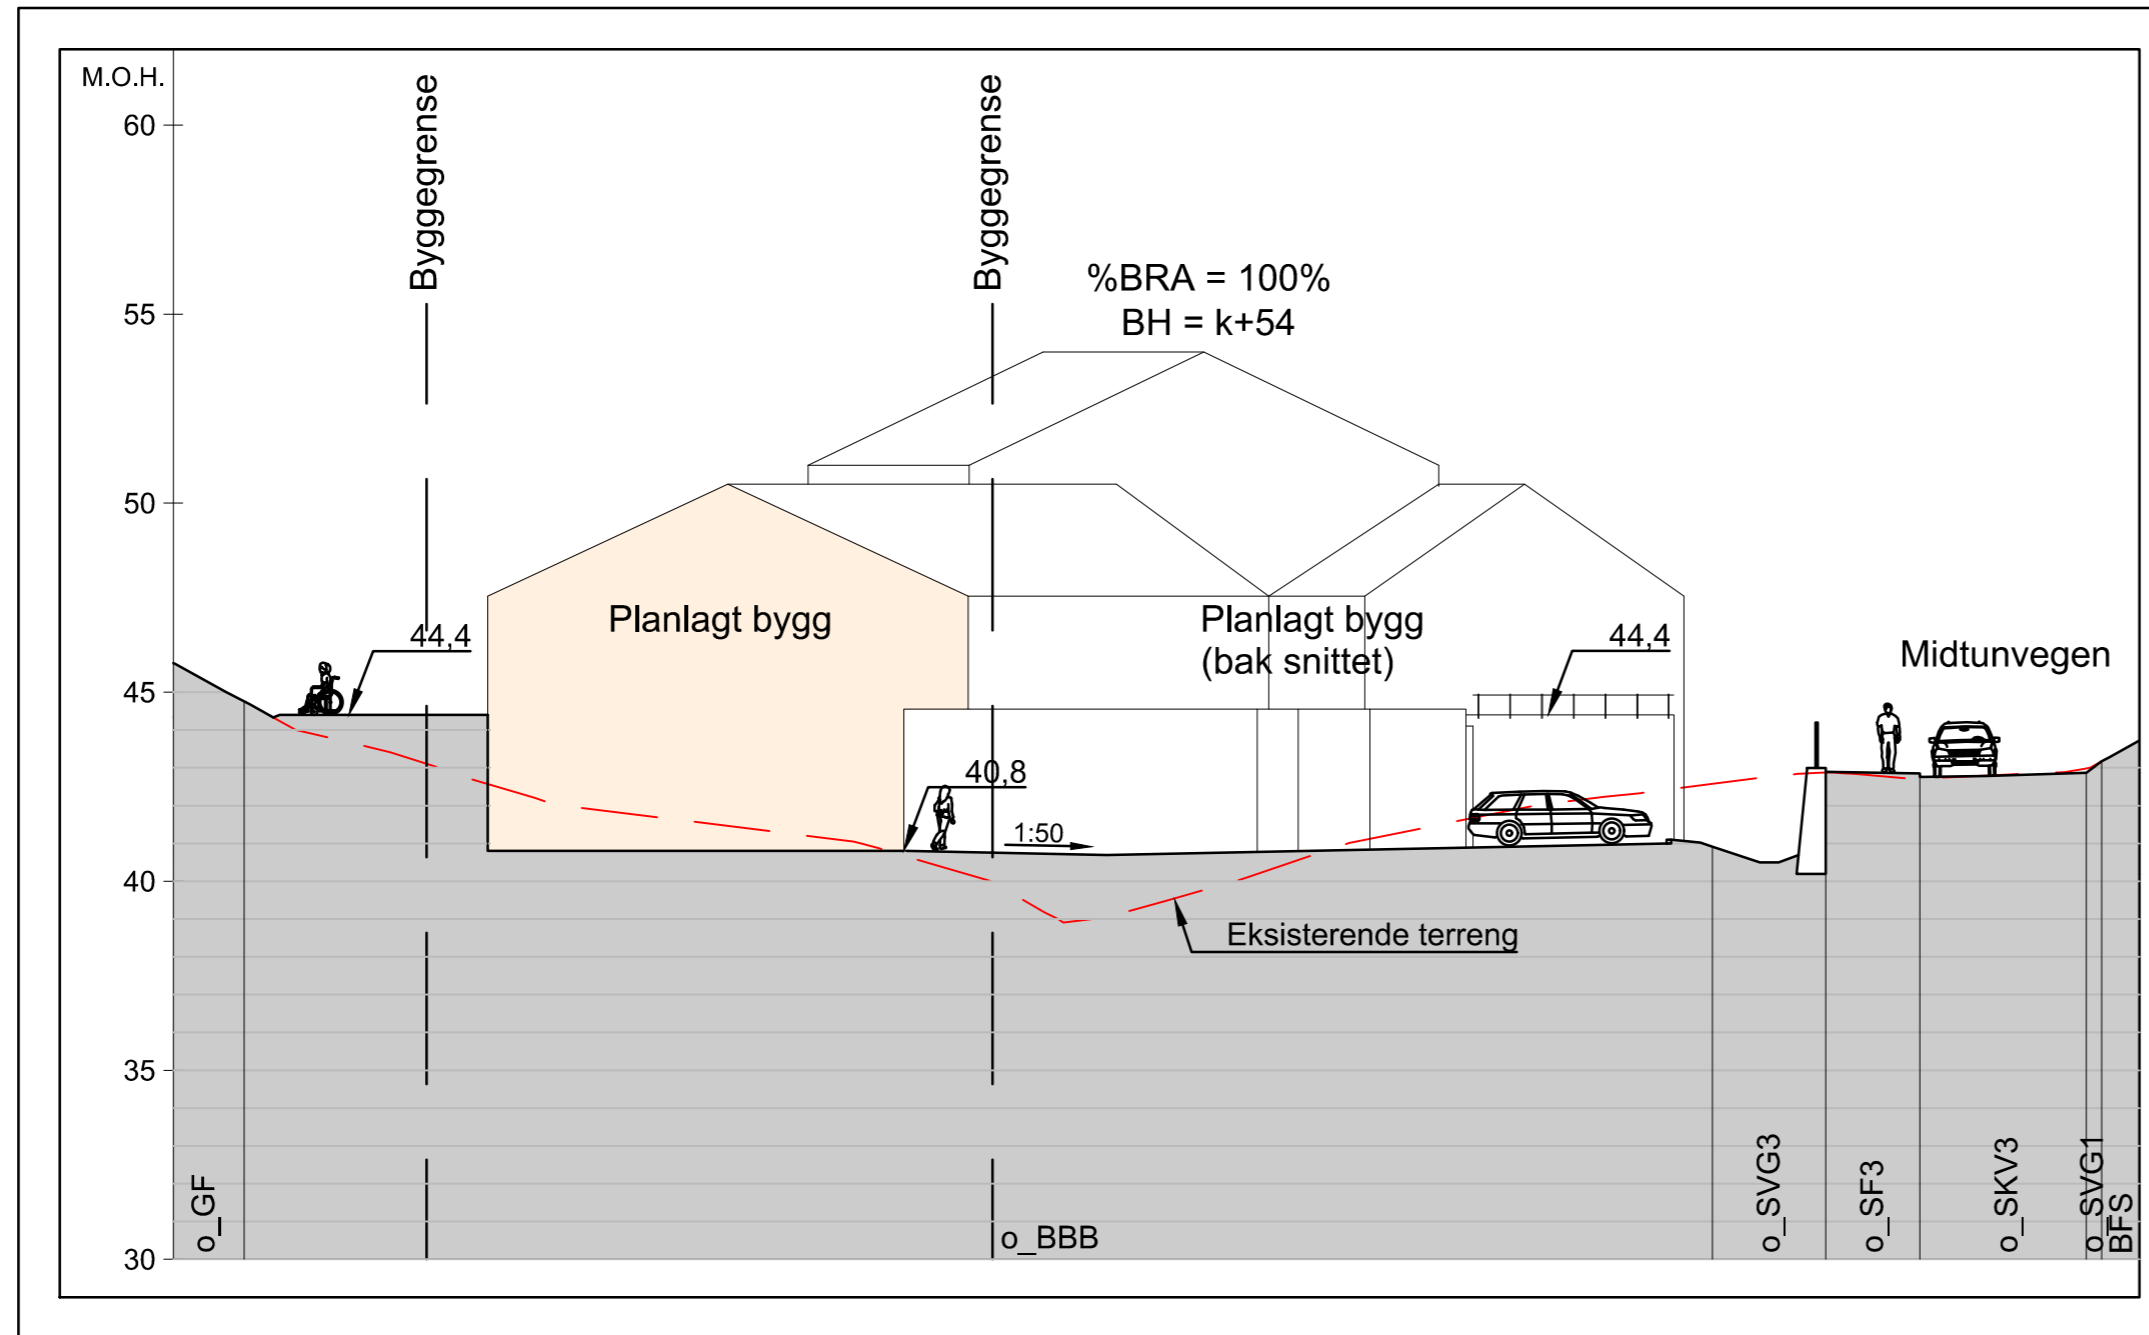 M.O.H.
60
55
50
45
40
35
30
Byggegrense
Byggegrense
%BRA = 100%
BH = k+54
Planlagt bygg
Planlagt bygg
(bak snittet)
44,4
44,4
Midtunvegen
40,8
1:50
Eksisterende terreng
o_GF
o_BBB
o_SVG3
o_SF3
o_SKV3
o_SVG1
BFS